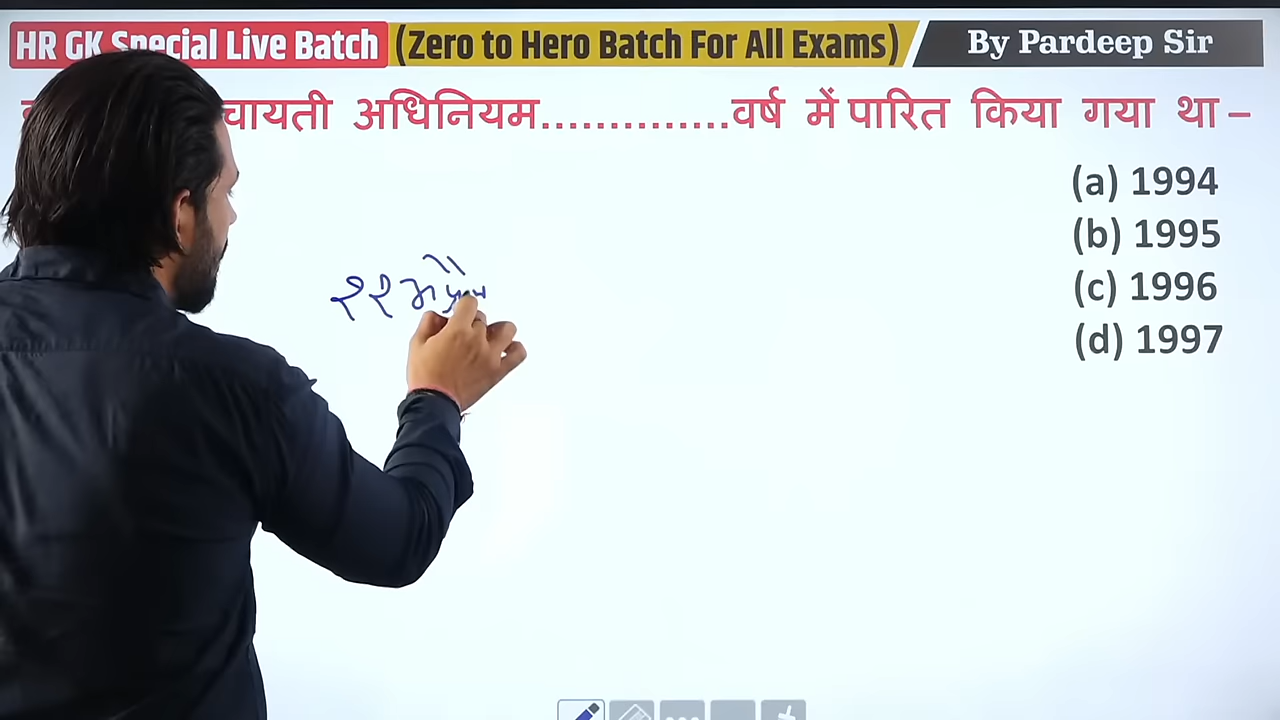 HR GK Special Live Batch (Zero to Hero Batch For All Exams) By Pardeep Sir
चायती अधिनियम..............वर्ष में पारित किया गया था –
(a) 1994
(b) 1995
(c) 1996
(d) 1997